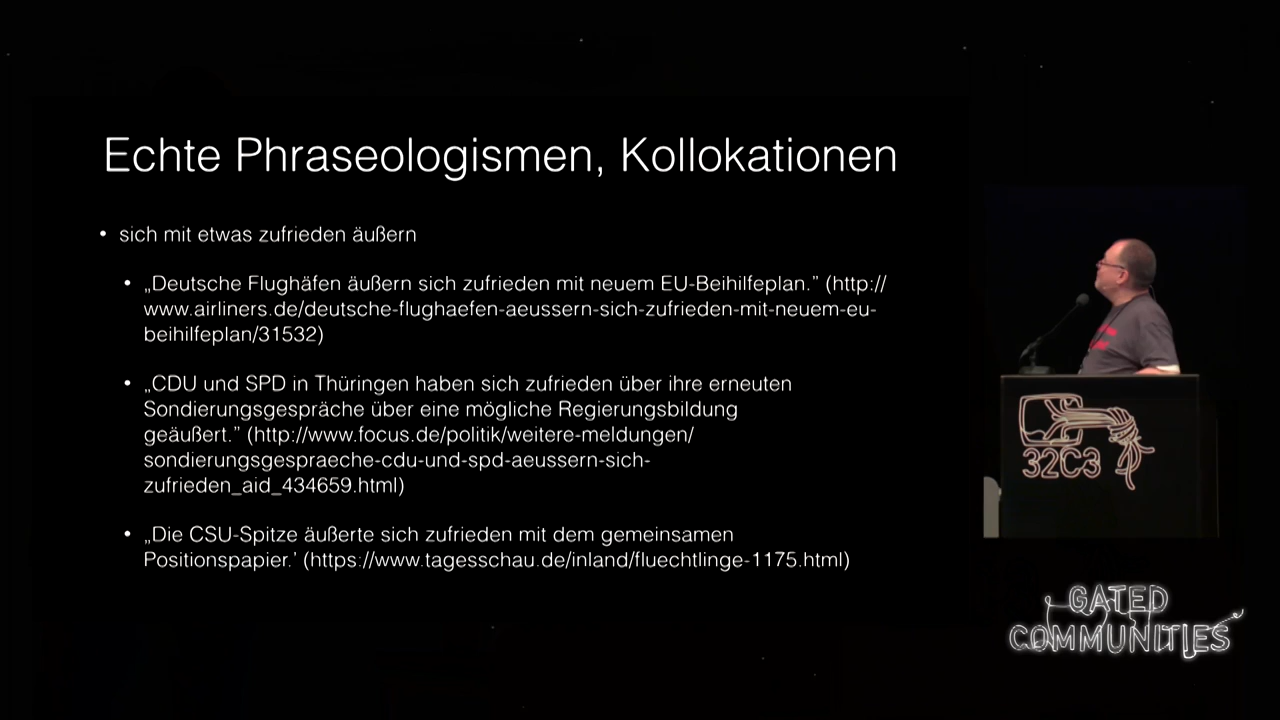 Echte Phraseologismen, Kollokationen
• sich mit etwas zufrieden äußern
• „Deutsche Flughäfen äußern sich zufrieden mit neuem EU-Beihilfeplan.” (http://
www.airliners.de/deutsche-flughaefen-aeussern-sich-zufrieden-mit-neuem-eu-
beihilfeplan/31532)
• „CDU und SPD in Thüringen haben sich zufrieden über ihre erneuten
Sondierungsgespräche über eine mögliche Regierungsbildung
geäußert.” (http://www.focus.de/politik/weitere-meldungen/
sondierungsgespraeche-cdu-und-spd-aeussern-sich-
zufrieden_aid_434659.html)
• „Die CSU-Spitze äußerte sich zufrieden mit dem gemeinsamen
Positionspapier.’ (https://www.tagesschau.de/inland/fluechtlinge-1175.html)
32C3
GATED
COMMUNITIES